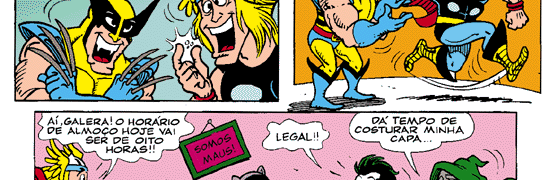 AÍ, GALERA! O HORÁRIO
DE ALMOÇO HOJE VAI
SER DE OITO
HORAS!!
SOMOS
MAUS!
LEGAL!!
DÁ TEMPO DE
COSTURAR MINHA
CAPA...